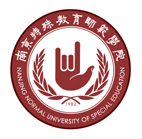 南京特殊教育師範學院
1982
NANJING NORMAL UNIVERSITY OF SPECIAL EDUCATION